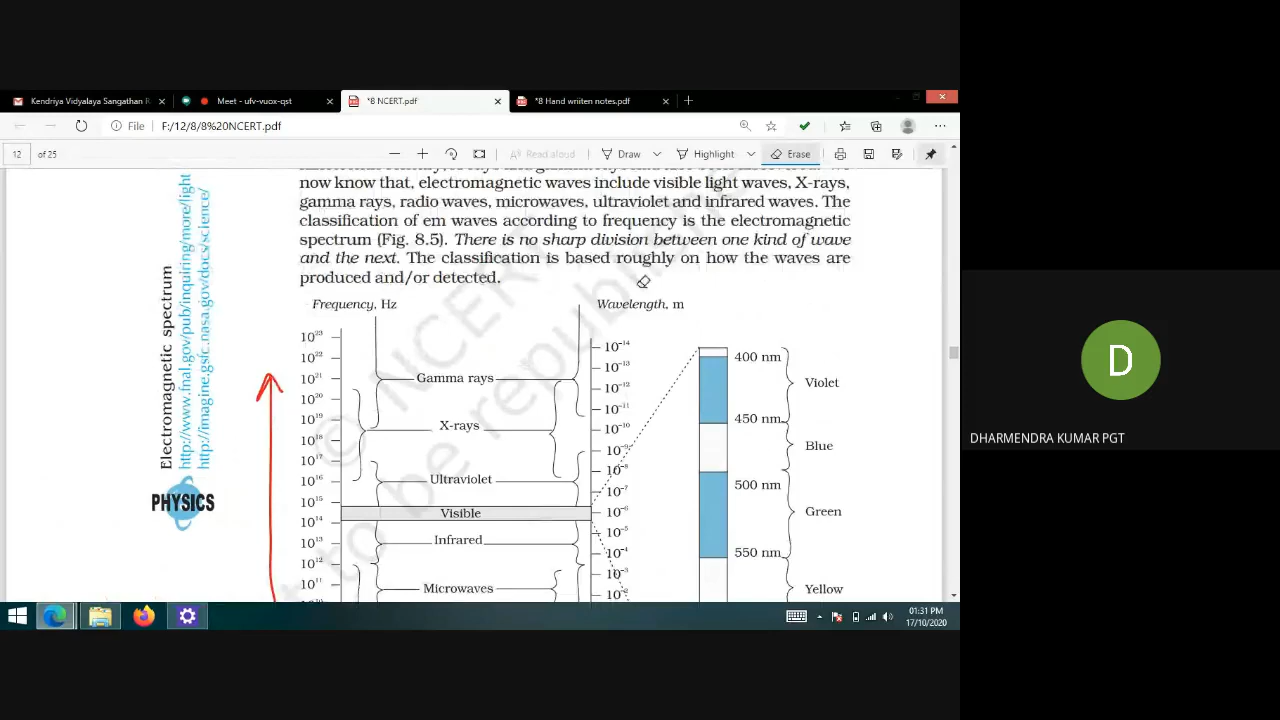 Kendriya Vidyalaya Sangathan R
Meet - ufv-vuox-qst
*8 NCERT.pdf
*8 Hand wriiten notes.pdf
File F:/12/8/8%20NCERT.pdf
12 of 25
Read aloud
Draw
Highlight
Erase
now know that, electromagnetic waves include visible light waves, X-rays,
gamma rays, radio waves, microwaves, ultraviolet and infrared waves. The
classification of em waves according to frequency is the electromagnetic
spectrum (Fig. 8.5). There is no sharp division between one kind of wave
and the next. The classification is based roughly on how the waves are
produced and/or detected.
Electromagnetic spectrum
http://www.fnal.gov/pub/inquiring/more/light
http://imagine.gsfc.nasa.gov/docs/science/
PHYSICS
Frequency, Hz
10²³
10²²
10²¹
10²⁰
10¹⁹
10¹⁸
10¹⁷
10¹⁶
10¹⁵
10¹⁴
10¹³
10¹²
10¹¹
Gamma rays
X-rays
Ultraviolet
Visible
Infrared
Microwaves
Wavelength, m
10⁻¹⁴
10⁻¹³
10⁻¹²
10⁻¹¹
10⁻¹⁰
10⁻⁹
10⁻⁸
10⁻⁷
10⁻⁶
10⁻⁵
10⁻⁴
10⁻³
10⁻²
400 nm
Violet
450 nm
Blue
500 nm
Green
550 nm
Yellow
© NCERT
01:31 PM
17/10/2020
D
DHARMENDRA KUMAR PGT